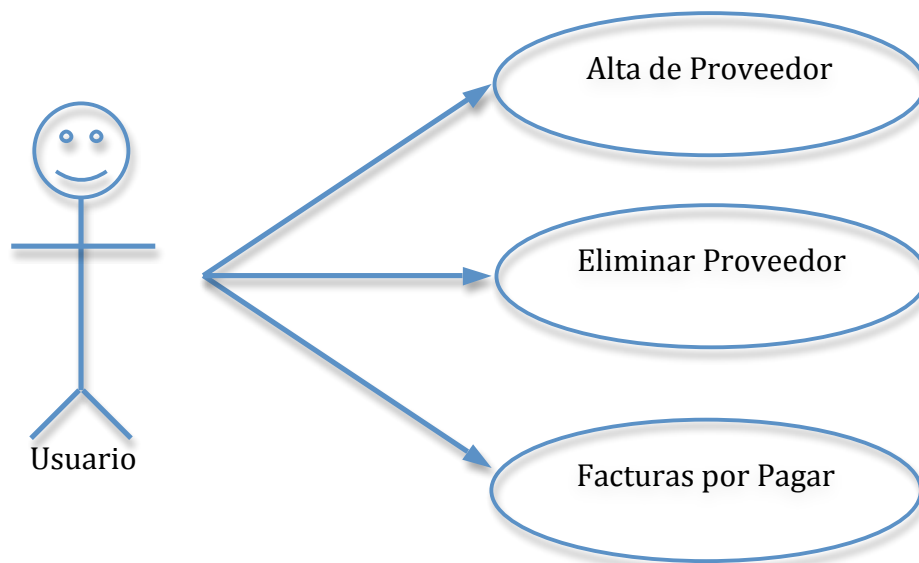 Alta de Proveedor
Eliminar Proveedor
Usuario
Facturas por Pagar